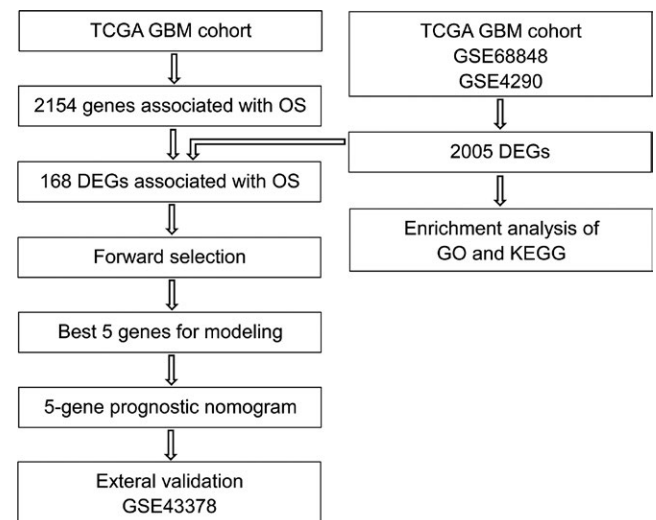 TCGA GBM cohort
2154 genes associated with OS
168 DEGs associated with OS
Forward selection
Best 5 genes for modeling
5-gene prognostic nomogram
Exteral validation
GSE43378
TCGA GBM cohort
GSE68848
GSE4290
2005 DEGs
Enrichment analysis of
GO and KEGG